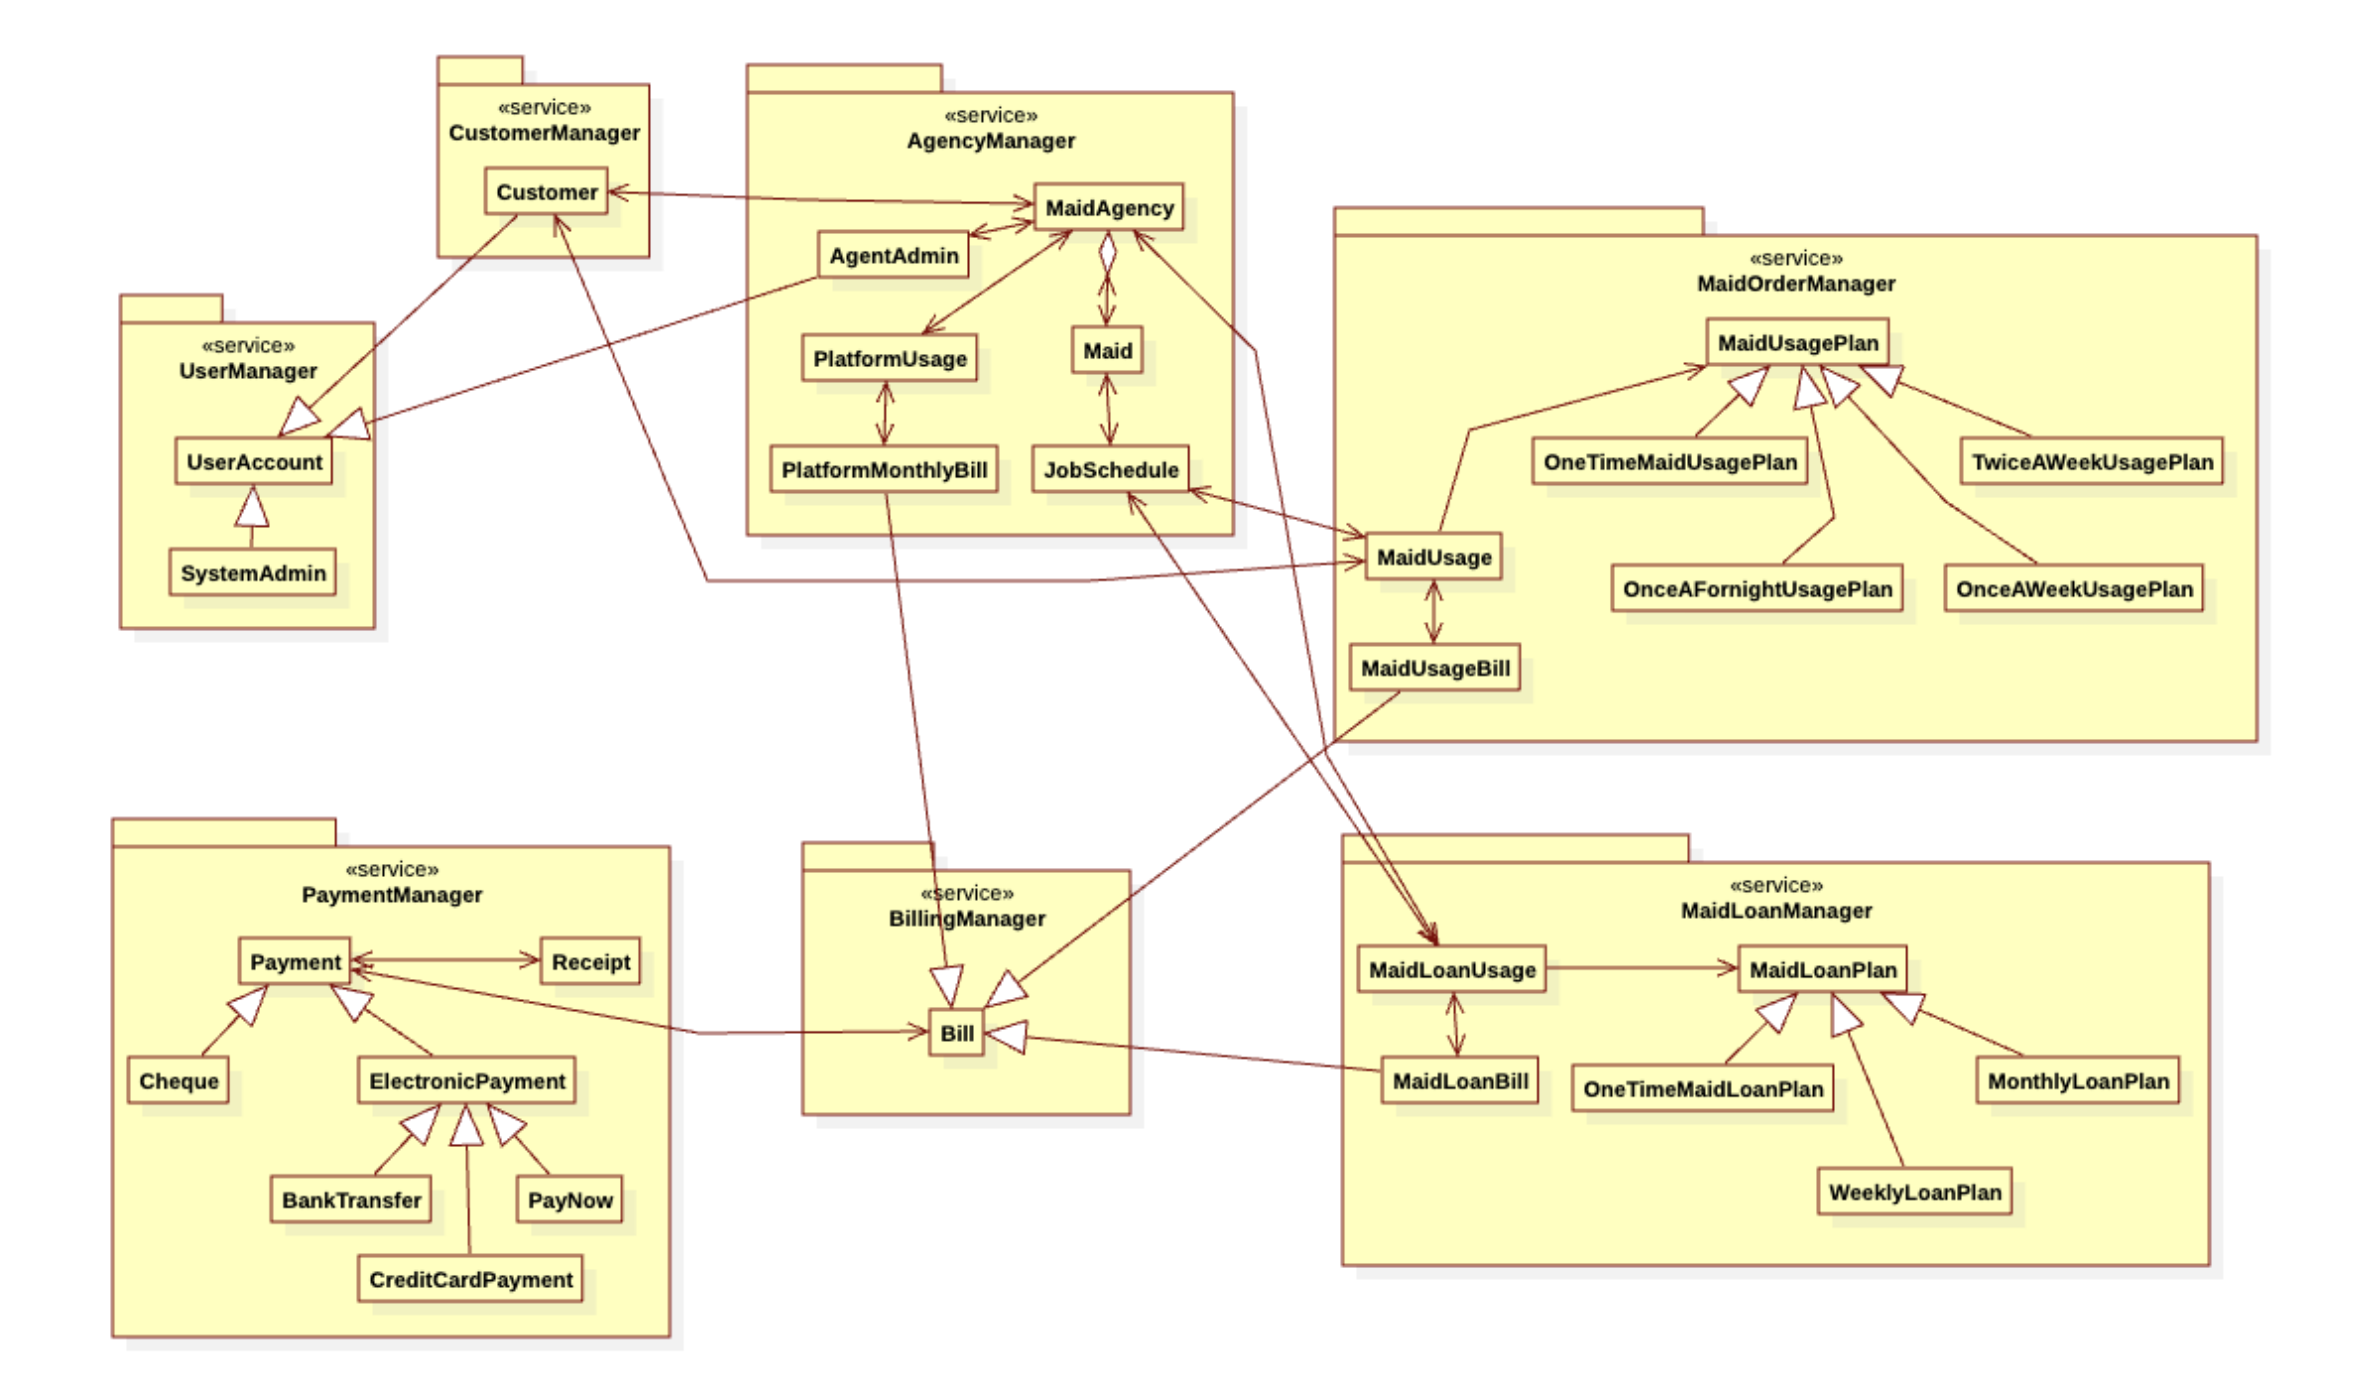 «service»
CustomerManager
Customer
«service»
AgencyManager
MaidAgency
AgentAdmin
PlatformUsage
Maid
PlatformMonthlyBill
JobSchedule
«service»
UserManager
UserAccount
SystemAdmin
«service»
MaidOrderManager
MaidUsagePlan
OneTimeMaidUsagePlan
TwiceAWeekUsagePlan
MaidUsage
OnceAFornightUsagePlan
OnceAWeekUsagePlan
MaidUsageBill
«service»
PaymentManager
Payment
Receipt
Cheque
ElectronicPayment
BankTransfer
PayNow
CreditCardPayment
«service»
BillingManager
Bill
«service»
MaidLoanManager
MaidLoanUsage
MaidLoanPlan
MaidLoanBill
OneTimeMaidLoanPlan
MonthlyLoanPlan
WeeklyLoanPlan